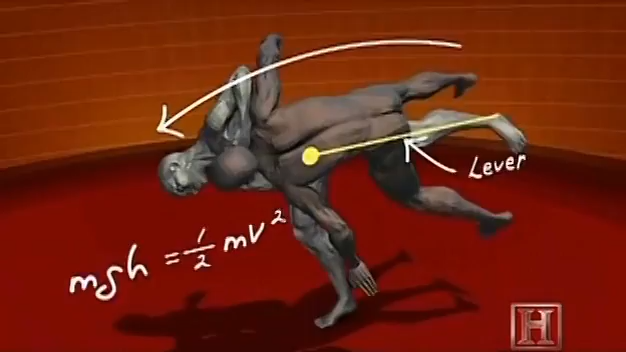 Lever
mgh = 1/2 mv²
H